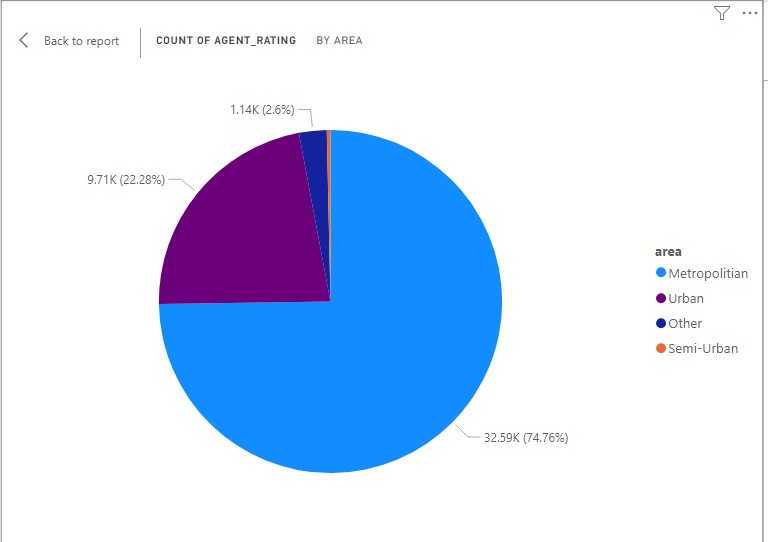 Back to report
COUNT OF AGENT_RATING BY AREA
1.14K (2.6%)
9.71K (22.28%)
32.59K (74.76%)
area
Metropolitian
Urban
Other
Semi-Urban